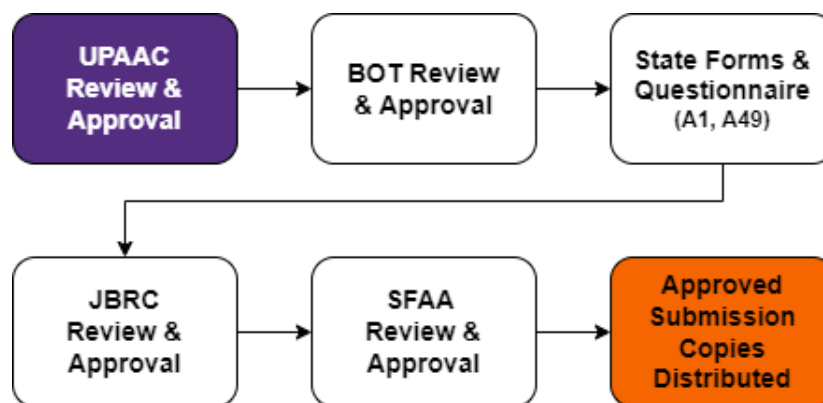 UPAAC
Review &
Approval
BOT Review
& Approval
State Forms &
Questionnaire
(A1, A49)
JBRC
Review &
Approval
SFAA
Review &
Approval
Approved
Submission
Copies
Distributed